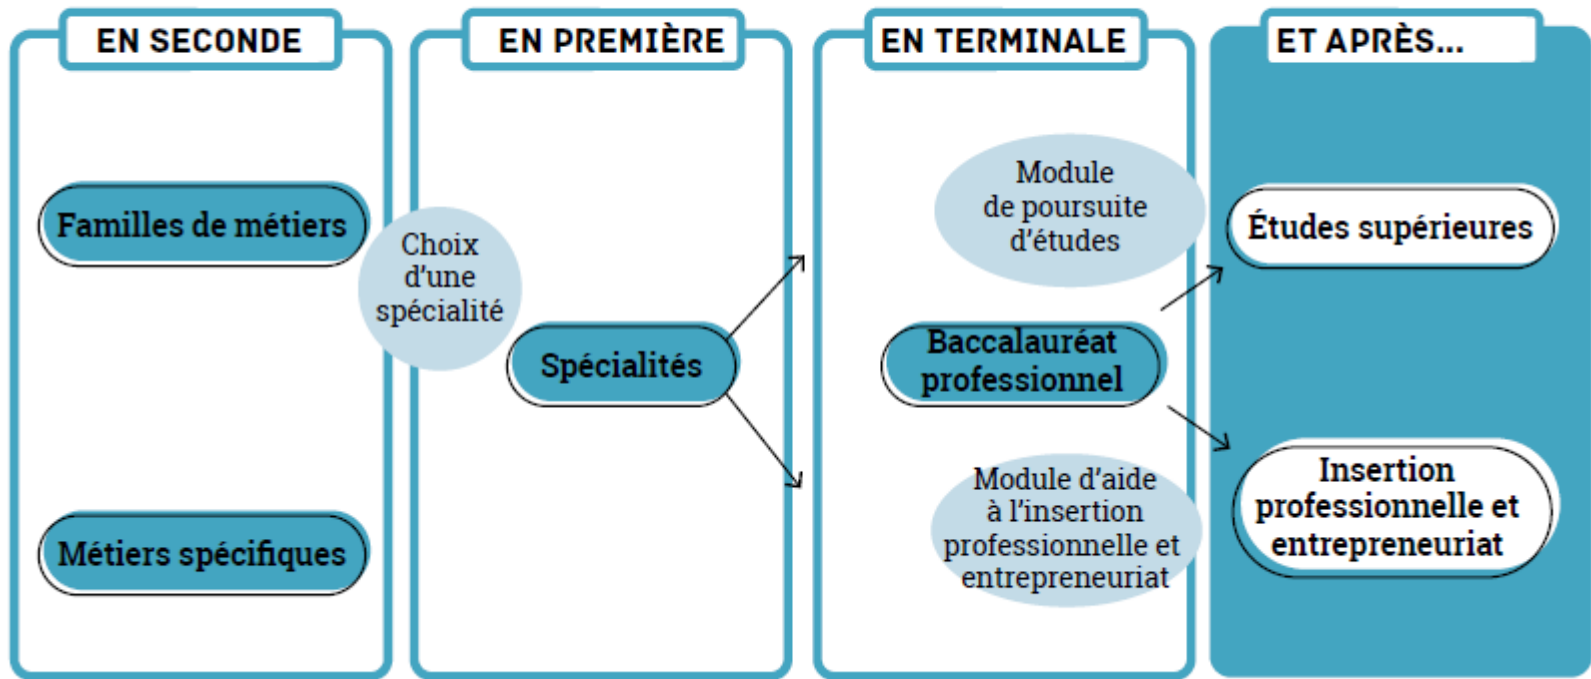 EN SECONDE
Familles de métiers
Métiers spécifiques
Choix
d'une
spécialité
EN PREMIÈRE
Spécialités
EN TERMINALE
Module
de poursuite
d'études
Baccalauréat
professionnel
Module d'aide
à l'insertion
professionnelle et
entrepreneuriat
ET APRÈS...
Études supérieures
Insertion
professionnelle et
entrepreneuriat